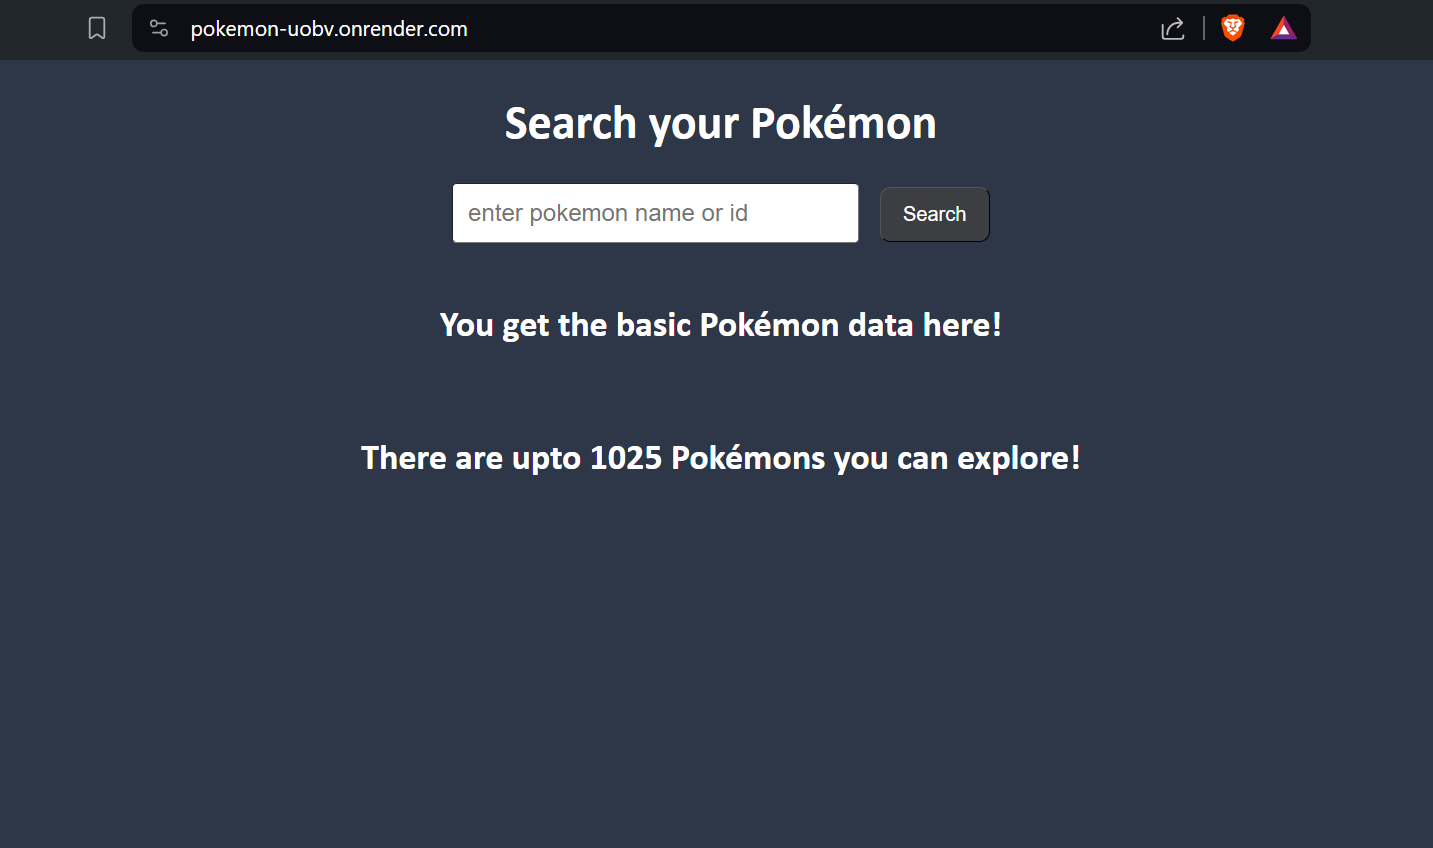 pokemon-uobv.onrender.com
Search your Pokémon
enter pokemon name or id
Search
You get the basic Pokémon data here!
There are upto 1025 Pokémons you can explore!